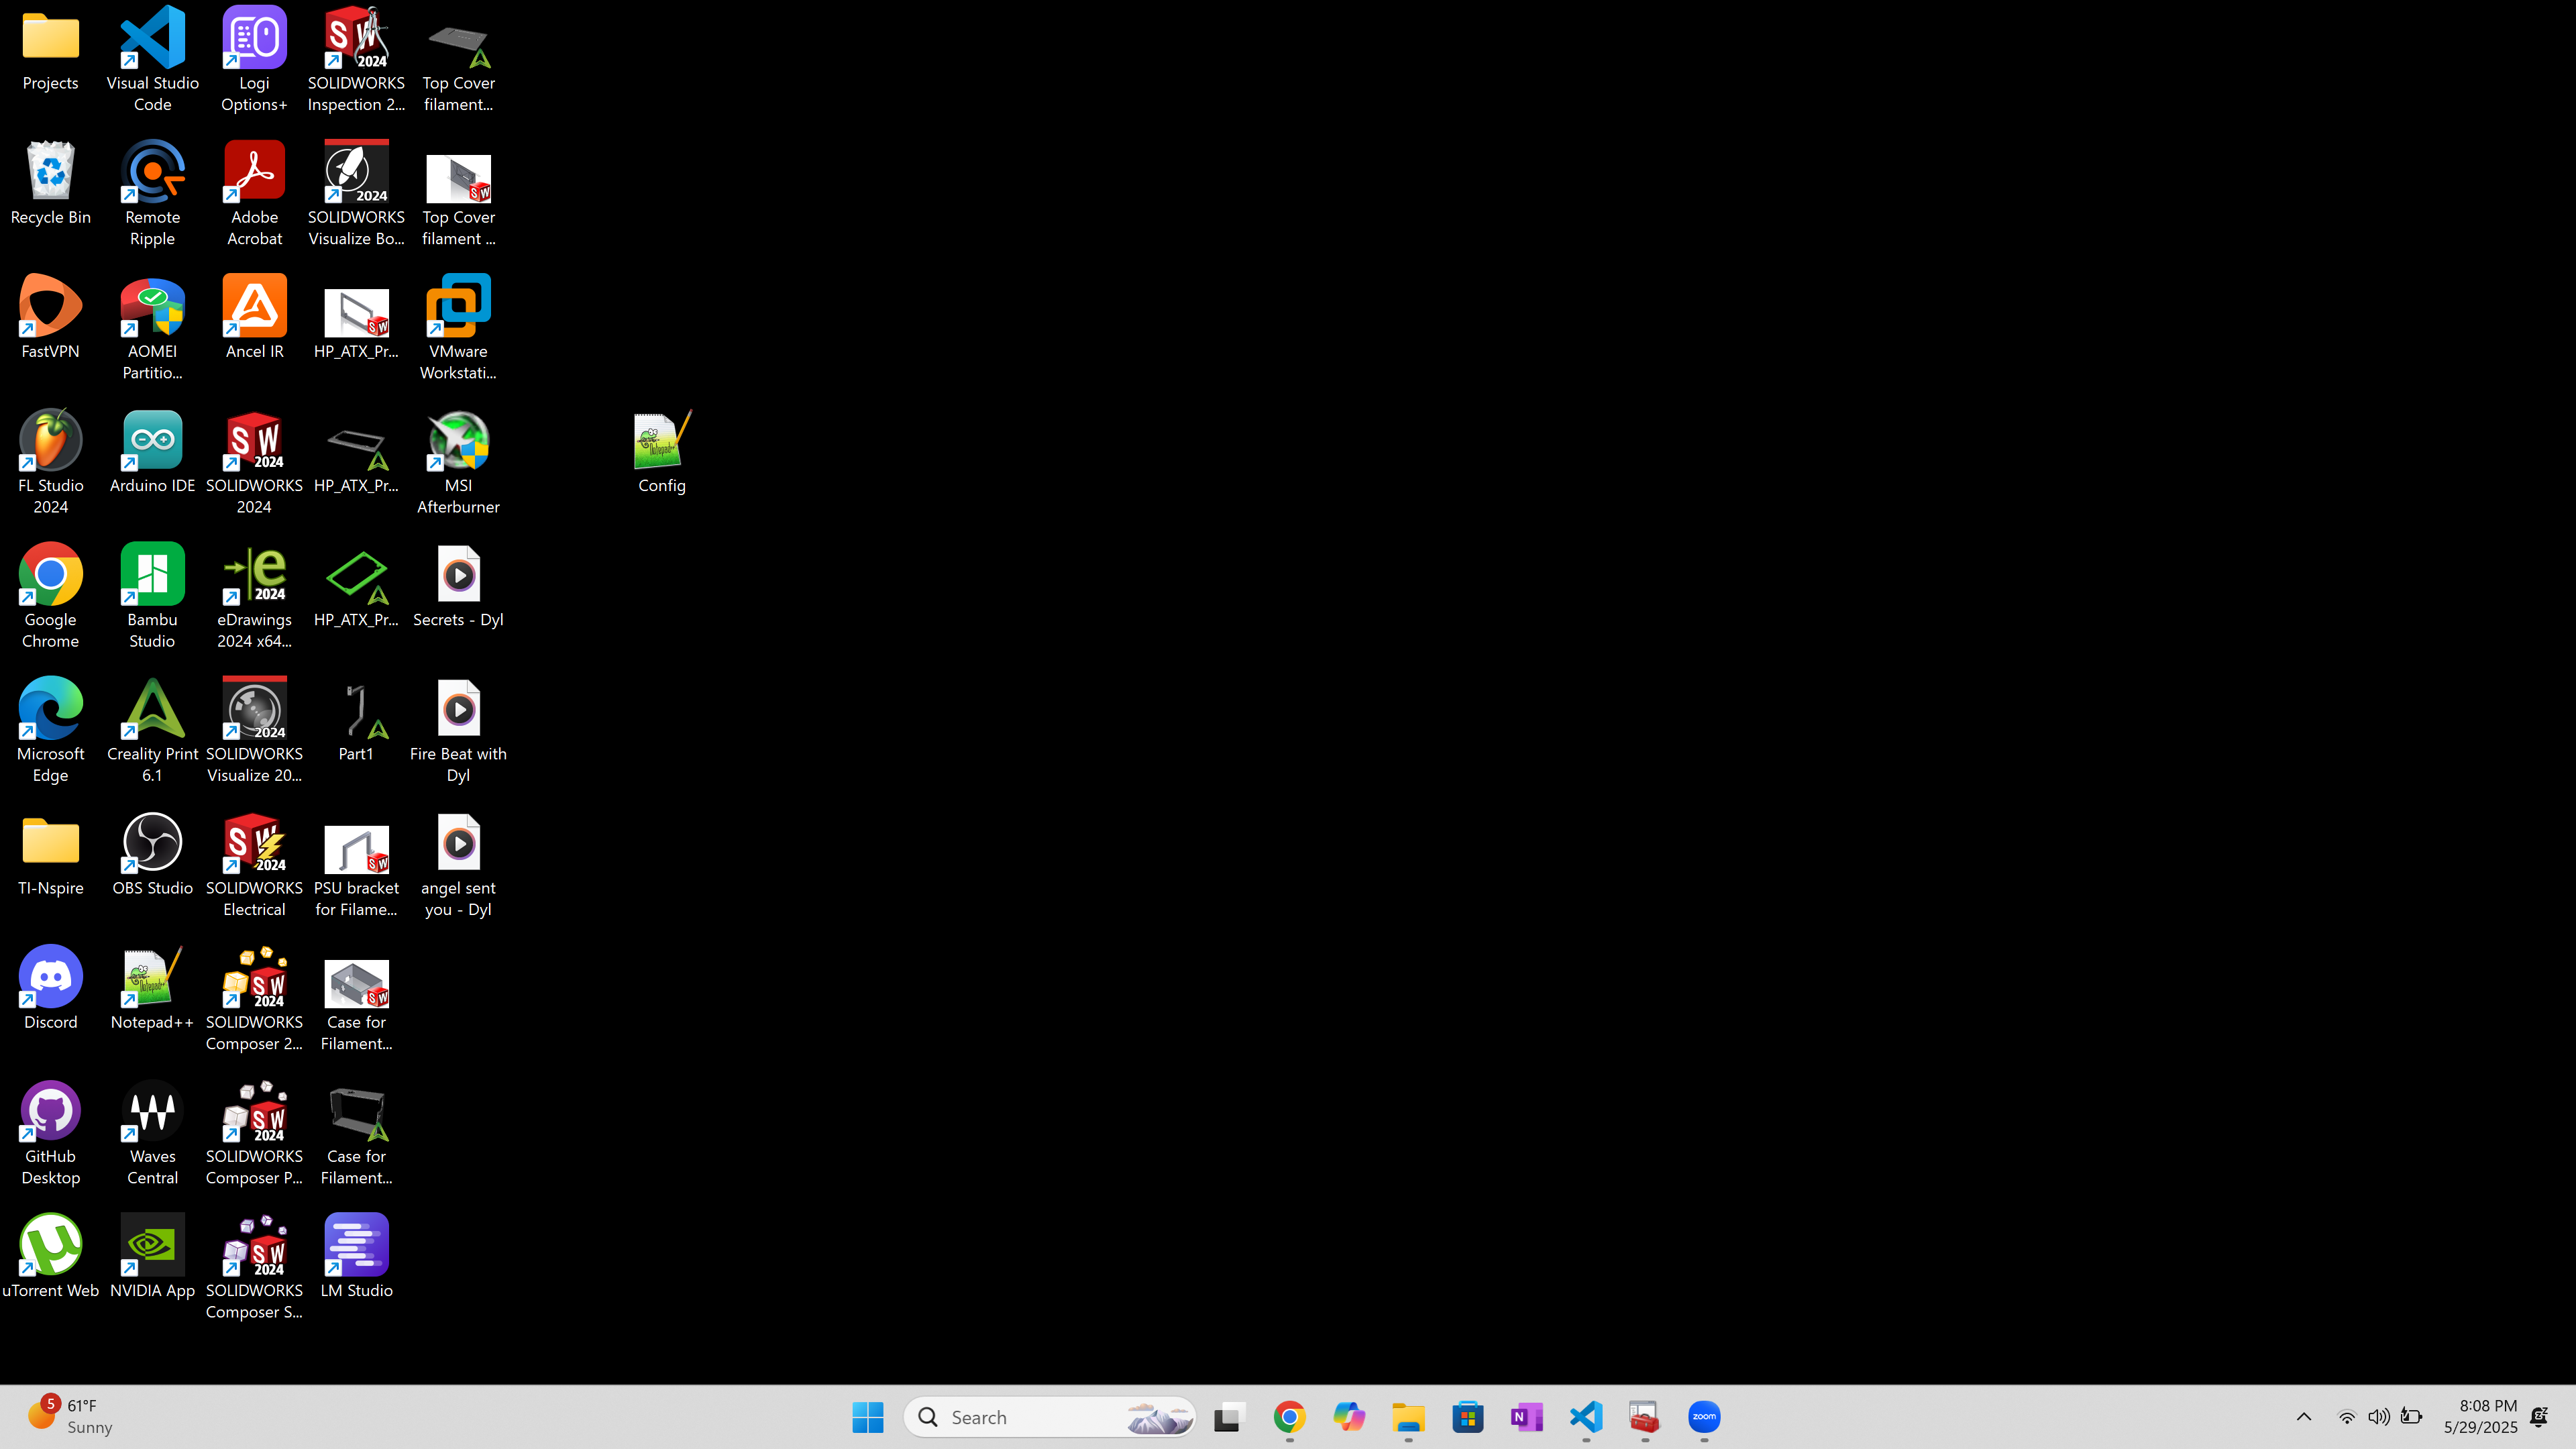 Projects
Visual Studio
Code
Logi
Options+
SOLIDWORKS
Inspection 2...
Top Cover
filament...
Recycle Bin
Remote
Ripple
Adobe
Acrobat
SOLIDWORKS
Visualize Bo...
Top Cover
filament ...
FastVPN
AOMEI
Partitio...
Ancel IR
HP_ATX_Pr...
VMware
Workstati...
FL Studio
2024
Arduino IDE
SOLIDWORKS
2024
HP_ATX_Pr...
MSI
Afterburner
Config
Google
Chrome
Bambu
Studio
eDrawings
2024 x64...
HP_ATX_Pr...
Secrets - Dyl
Microsoft
Edge
Creality Print
6.1
SOLIDWORKS
Visualize 20...
Part1
Fire Beat with
Dyl
TI-Nspire
OBS Studio
SOLIDWORKS
Electrical
PSU bracket
for Filame...
angel sent
you - Dyl
Discord
Notepad++
SOLIDWORKS
Composer 2...
Case for
Filament...
GitHub
Desktop
Waves
Central
SOLIDWORKS
Composer P...
Case for
Filament...
uTorrent Web
NVIDIA App
SOLIDWORKS
Composer S...
LM Studio
5
61°F
Sunny
Search
zoom
8:08 PM
5/29/2025